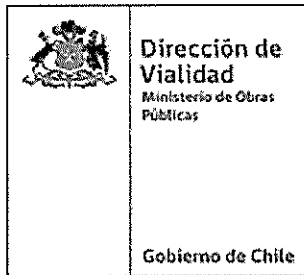 Dirección de
Vialidad
Ministerio de Obras
Públicas
Gobierno de Chile